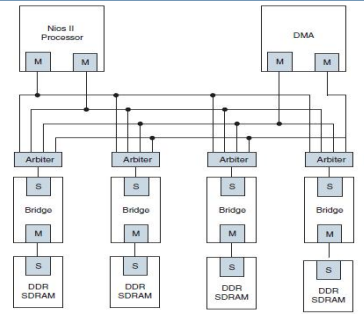 Nios II
Processor
DMA
M
M
M
M
Arbiter
Arbiter
Arbiter
Arbiter
S
S
S
S
Bridge
Bridge
Bridge
Bridge
M
M
M
M
S
S
S
S
DDR
SDRAM
DDR
SDRAM
DDR
SDRAM
DDR
SDRAM